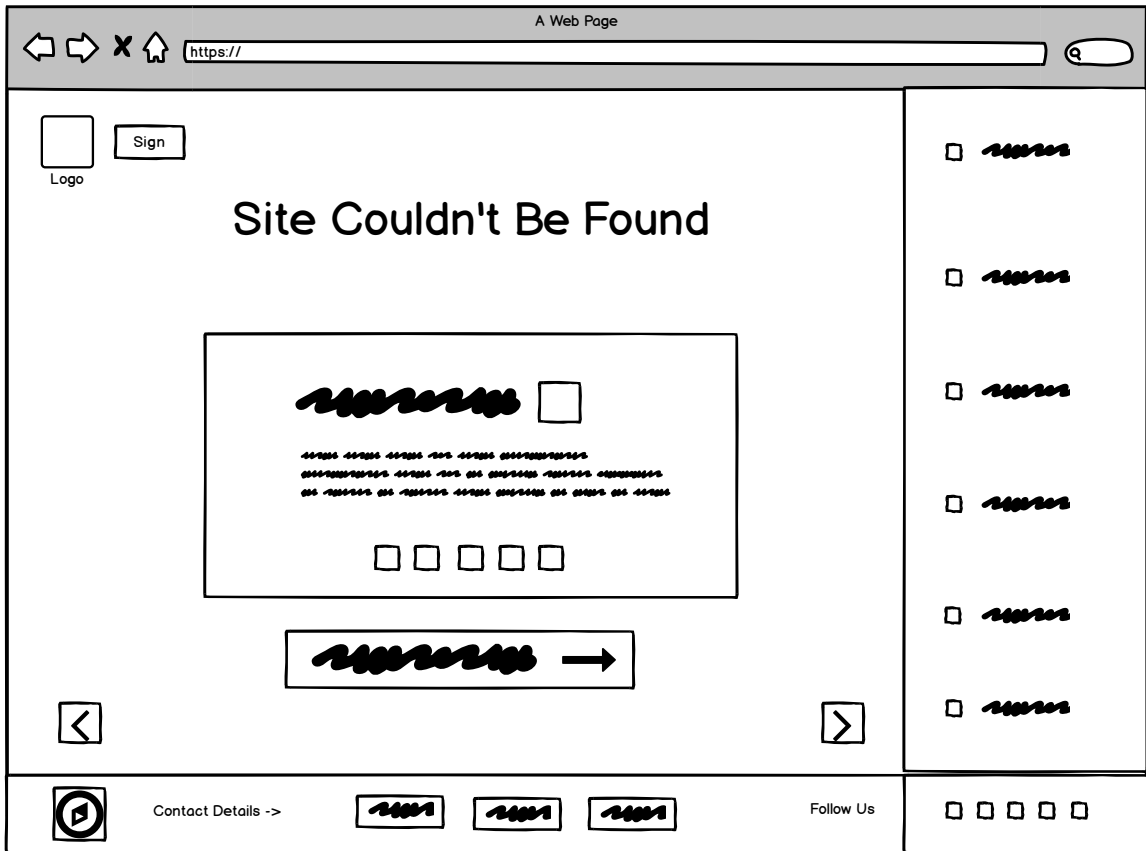 A Web Page
https://
Sign
Logo
Site Couldn't Be Found
Contact Details ->
Follow Us